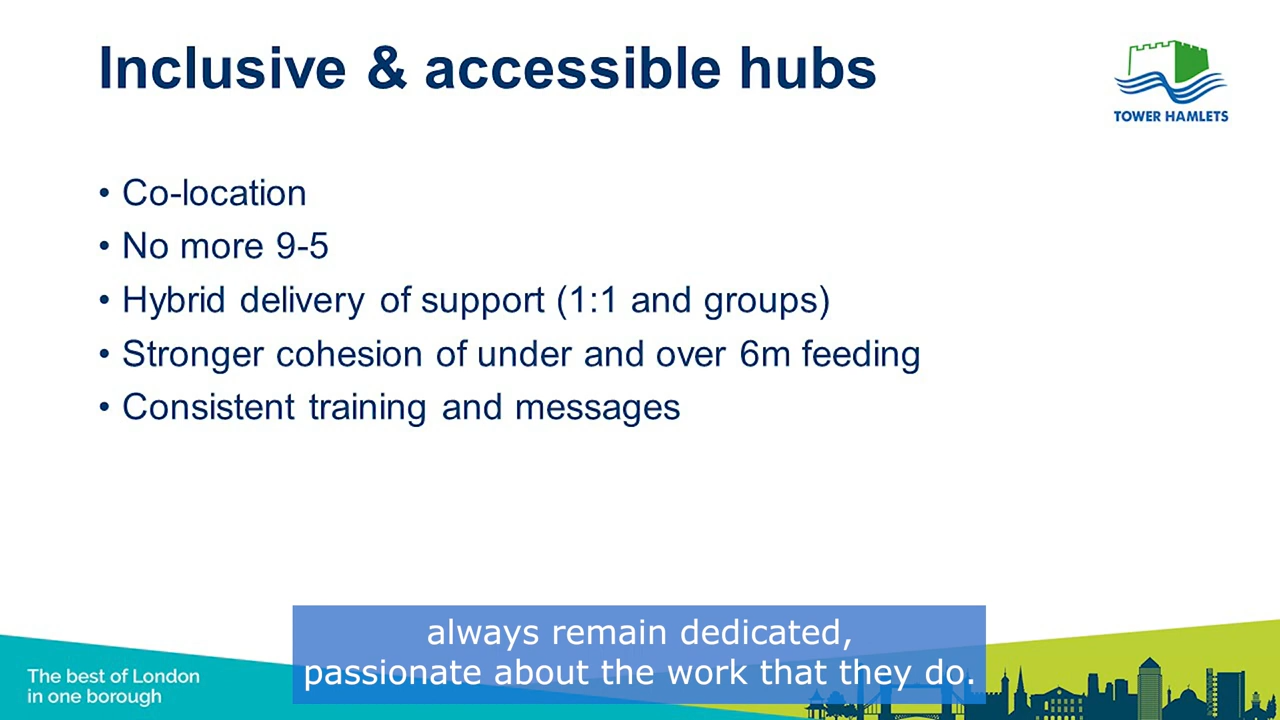 Inclusive & accessible hubs
TOWER HAMLETS
• Co-location
• No more 9-5
• Hybrid delivery of support (1:1 and groups)
• Stronger cohesion of under and over 6m feeding
• Consistent training and messages
always remain dedicated,
passionate about the work that they do.
The best of London
in one borough